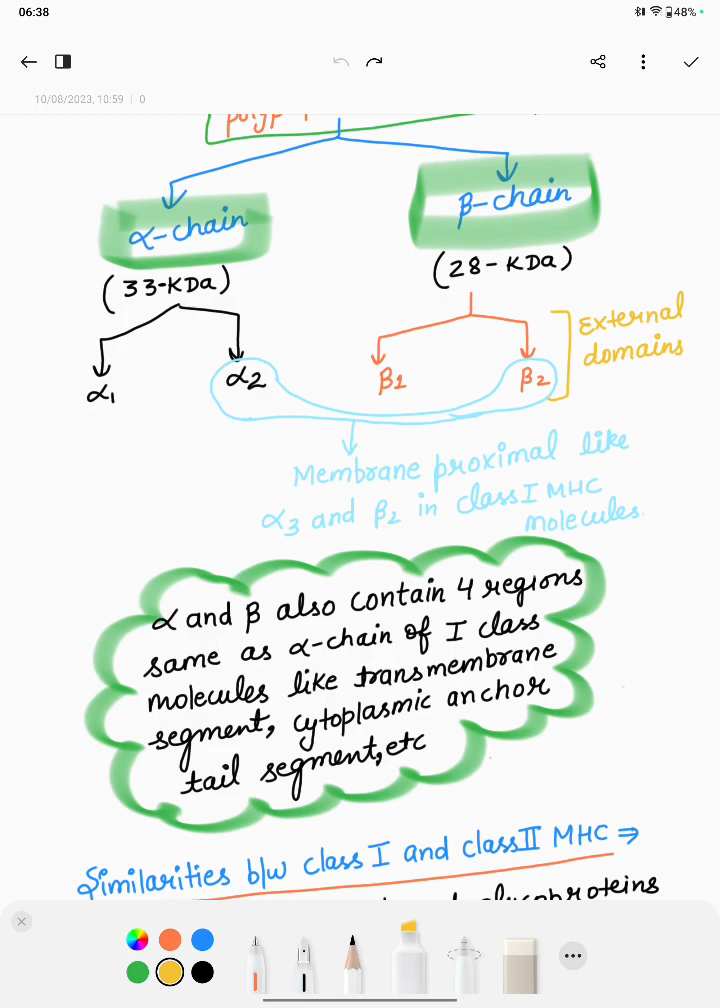 06:38
48%
10/08/2023, 10:59 | 0
α-chain
β-chain
(33-KDa)
(28-KDa)
External
domains
α1
α2
β1
β2
Membrane proximal like
α3 and β2 in class I MHC
molecules.
α and β also contain 4 regions
same as α-chain of I class
molecules like transmembrane
segment, cytoplasmic anchor
tail segment, etc
Similarities b/w class I and class II MHC ⇒
glycoproteins